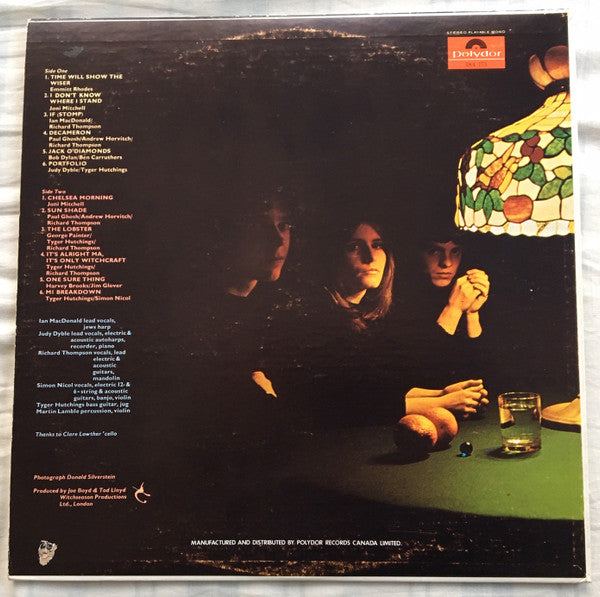 STEREO PLAYABLE MONO
Polydor
Side One
1. TIME WILL SHOW THE
WISER
Emmitt Rhodes
2. I DON'T KNOW
WHERE I STAND
Joni Mitchell
3. IF (STOMP)
Ian MacDonald/
Richard Thompson
4. DECAMERON
Paul Ghosh/Andrew Horvitch/
Richard Thompson
5. JACK O'DIAMONDS
Bob Dylan/Ben Carruthers
6. PORTFOLIO
Judy Dyble/Tyger Hutchings
Side Two
1. CHELSEA MORNING
Joni Mitchell
2. SUN SHADE
Paul Ghosh/Andrew Horvitch/
Richard Thompson
3. THE LOBSTER
George Painter/
Tyger Hutchings/
Richard Thompson
4. IT'S ALRIGHT MA,
IT'S ONLY WITCHCRAFT
Tyger Hutchings/
Richard Thompson
5. ONE SURE THING
Harvey Brooks/Jim Glover
6. M1 BREAKDOWN
Tyger Hutchings/Simon Nicol
Ian MacDonald lead vocals,
jews harp
Judy Dyble lead vocals, electric &
acoustic autoharps,
recorder, piano
Richard Thompson vocals, lead
electric &
acoustic
guitars,
mandolin
Simon Nicol vocals, electric 12- &
6-string & acoustic
guitars, banjo, violin
Tyger Hutchings bass guitar, jug
Martin Lamble percussion, violin
Thanks to Clare Lowther 'cello
Photograph Donald Silverstein
Produced by Joe Boyd & Tod Lloyd
Witchseason Productions
Ltd., London
MANUFACTURED AND DISTRIBUTED BY POLYDOR RECORDS CANADA LIMITED.